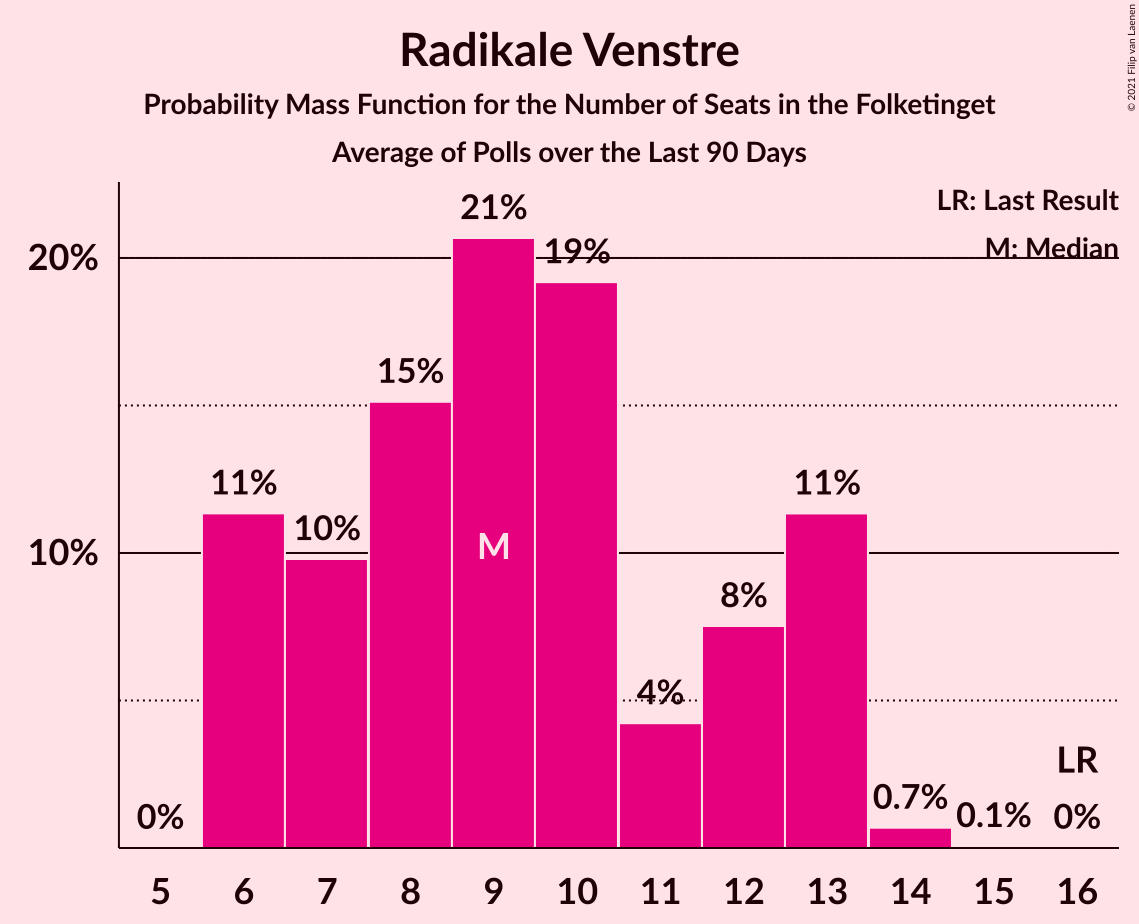 Radikale Venstre
Probability Mass Function for the Number of Seats in the Folketinget
Average of Polls over the Last 90 Days
© 2021 Filip van Laenen
LR: Last Result
M: Median
20%
10%
0%
11%
10%
15%
21%
19%
4%
8%
11%
0.7%
0.1%
0%
M
LR
5 6 7 8 9 10 11 12 13 14 15 16